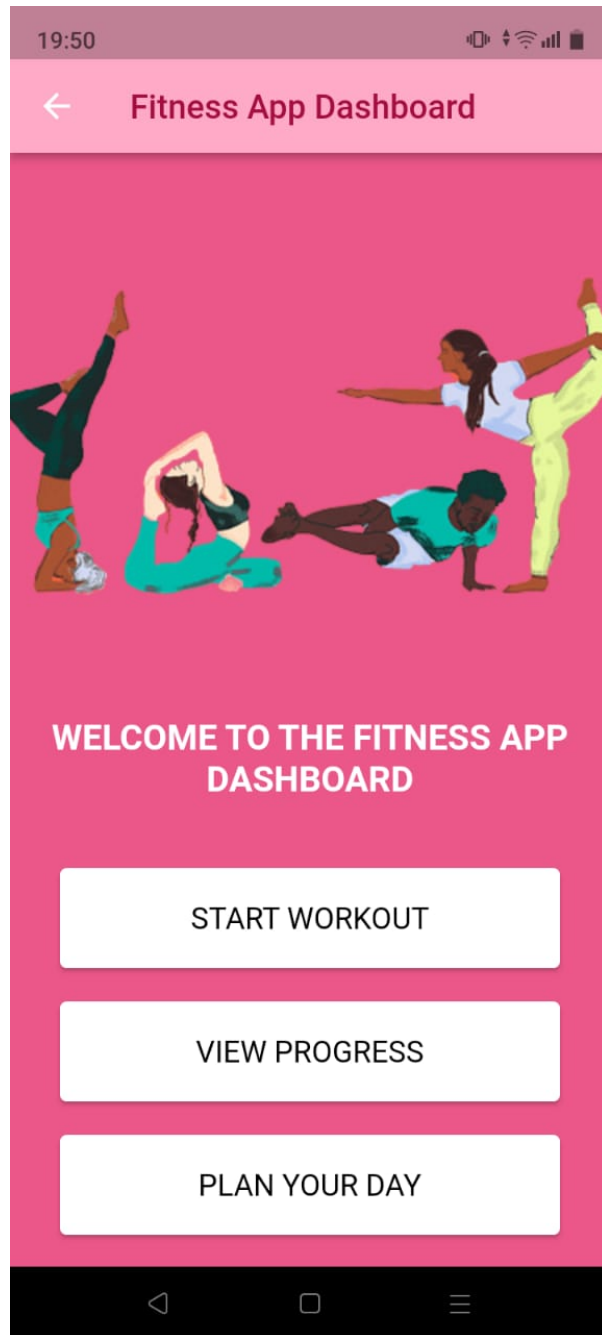 19:50
Fitness App Dashboard
WELCOME TO THE FITNESS APP
DASHBOARD
START WORKOUT
VIEW PROGRESS
PLAN YOUR DAY